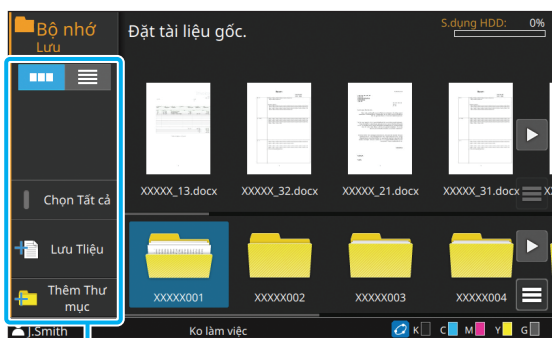 Bộ nhớ
Lưu
Đặt tài liệu gốc.
S.dụng HDD: 0%
Chọn Tất cả
Lưu Tliệu
Thêm Thư
mục
XXXXX_13.docx XXXXX_32.docx XXXXX_21.docx XXXXX_31.docx
XXXXX001 XXXXX002 XXXXX003 XXXXX004
J.Smith Ko làm việc K C M Y G